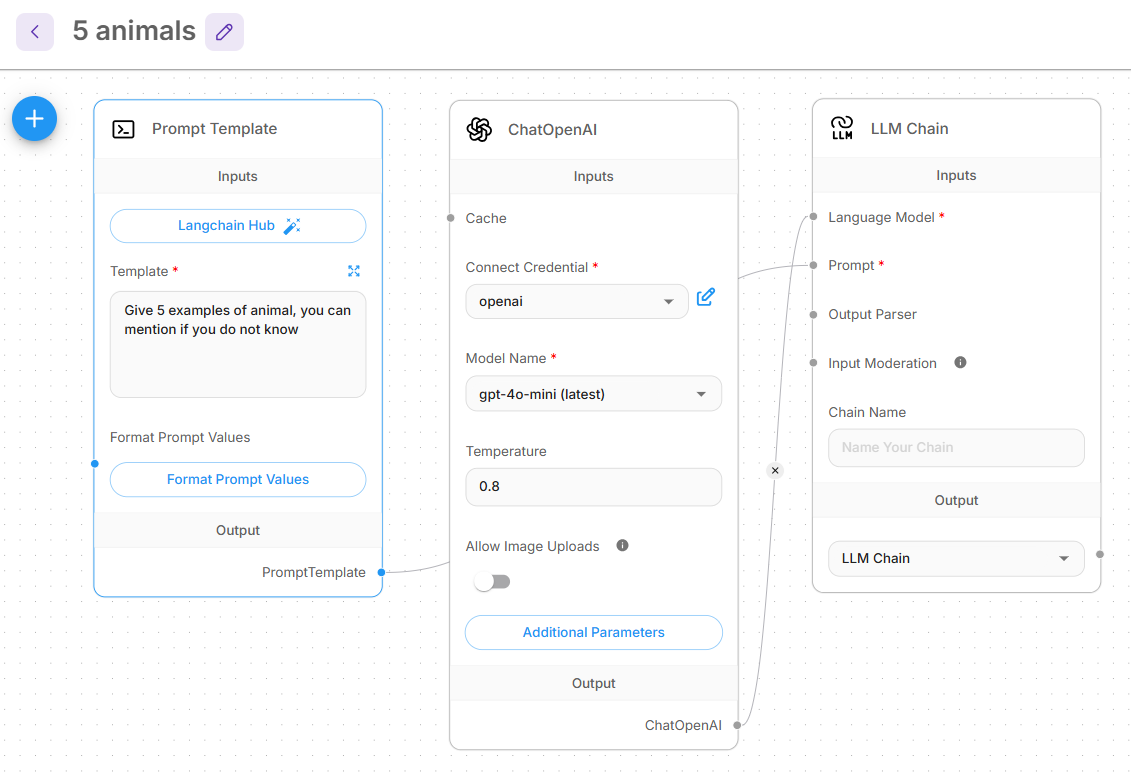 5 animals
Prompt Template
Inputs
Langchain Hub
Template *
Give 5 examples of animal, you can
mention if you do not know
Format Prompt Values
Format Prompt Values
Output
PromptTemplate
ChatOpenAI
Inputs
Cache
Connect Credential *
openai
Model Name *
gpt-4o-mini (latest)
Temperature
0.8
Allow Image Uploads
Additional Parameters
Output
ChatOpenAI
LLM
LLM Chain
Inputs
Language Model *
Prompt *
Output Parser
Input Moderation
Chain Name
Name Your Chain
Output
LLM Chain